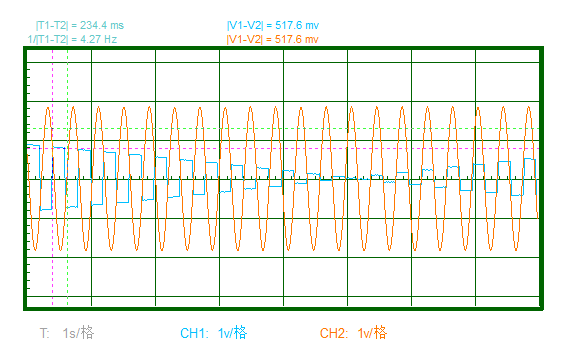 |T1-T2| = 234.4 ms |V1-V2| = 517.6 mv
1/|T1-T2| = 4.27 Hz |V1-V2| = 517.6 mv
T: 1s/格 CH1: 1v/格 CH2: 1v/格